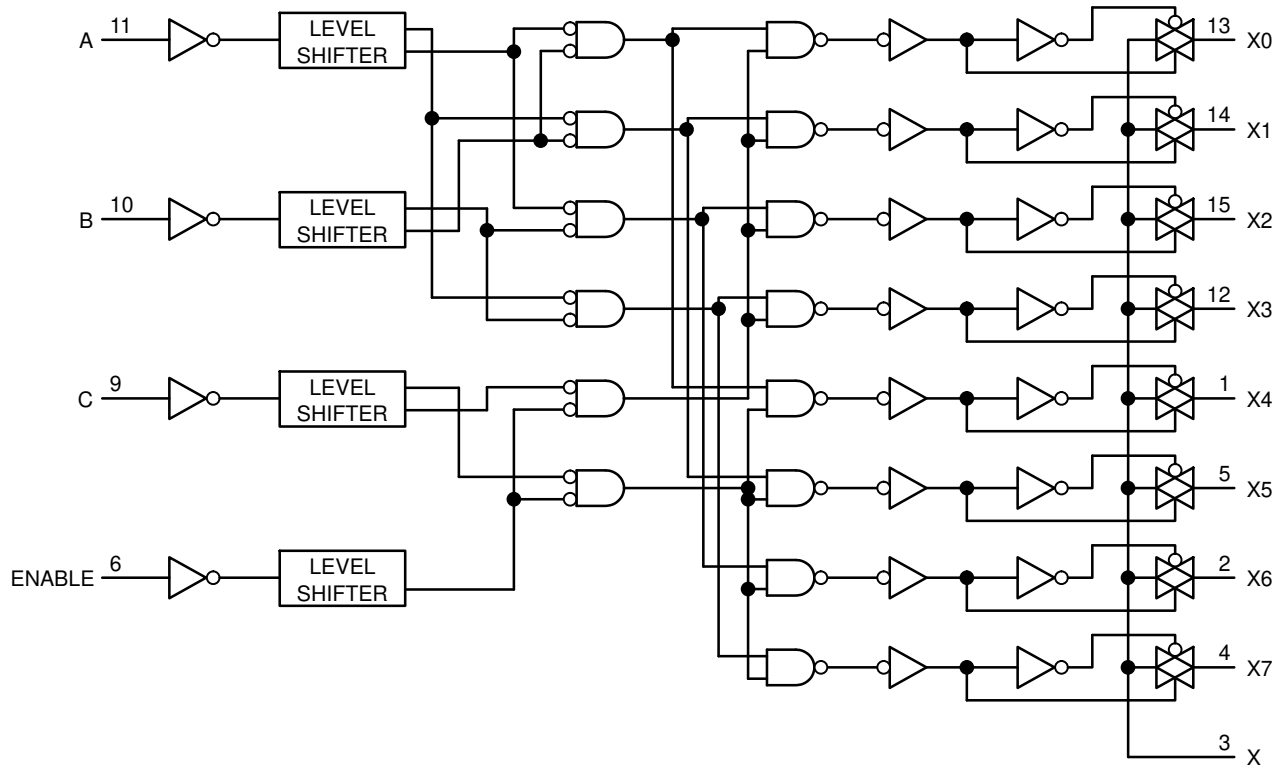 A 11 LEVEL SHIFTER 13 X0
14 X1
B 10 LEVEL SHIFTER 15 X2
12 X3
C 9 LEVEL SHIFTER 1 X4
5 X5
ENABLE 6 LEVEL SHIFTER 2 X6
4 X7
3 X